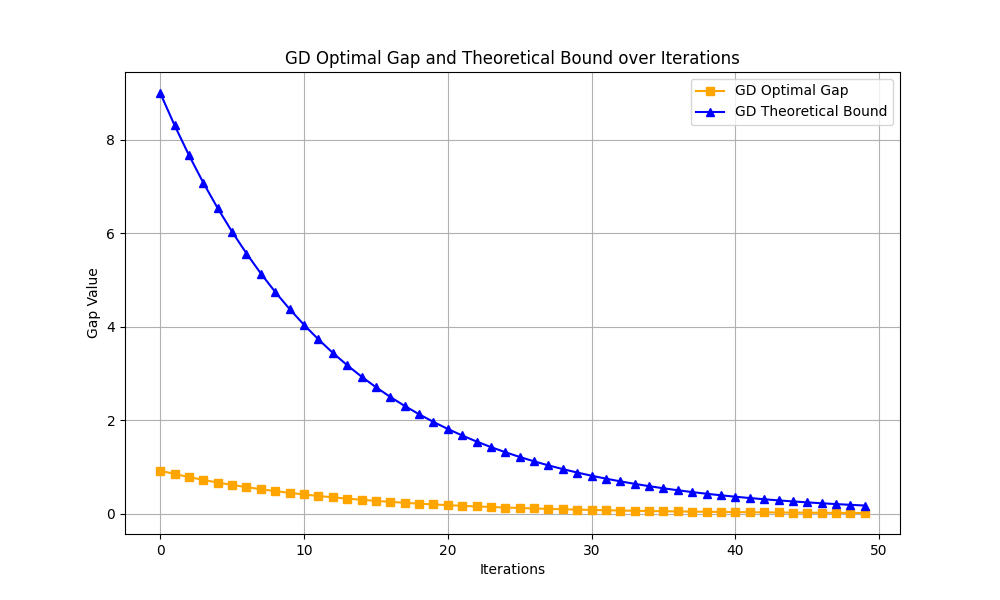 GD Optimal Gap and Theoretical Bound over Iterations
GD Optimal Gap
GD Theoretical Bound
Gap Value
8
6
4
2
0
0 10 20 30 40 50
Iterations